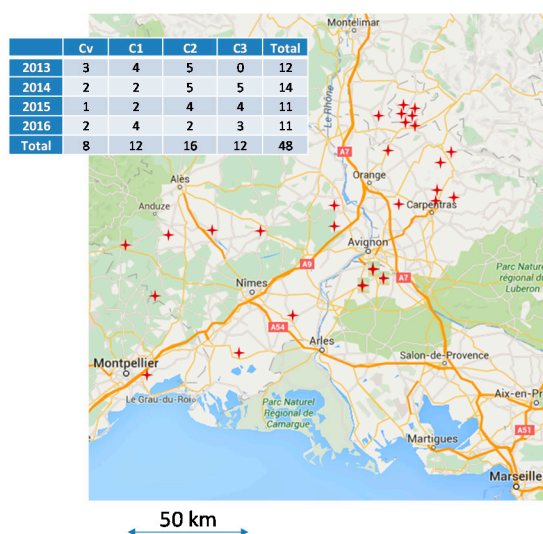 Montelimar
Cv C1 C2 C3 Total
2013 3 4 5 0 12
2014 2 2 5 5 14
2015 1 2 4 4 11
2016 2 4 2 3 11
Total 8 12 16 12 48
Le Rhône
A7
Orange
Alès
Anduze
Carpentras
Avignon
A9
A7
Parc Natu
régional du
Luberon
Nîmes
A54
Arles
Salon-de-Provence
Montpellier
Aix-en-Pr
Le Grau-du-Roi
Parc Naturel
Régional de
Camargue
A51
Martigues
Marseille
50 km